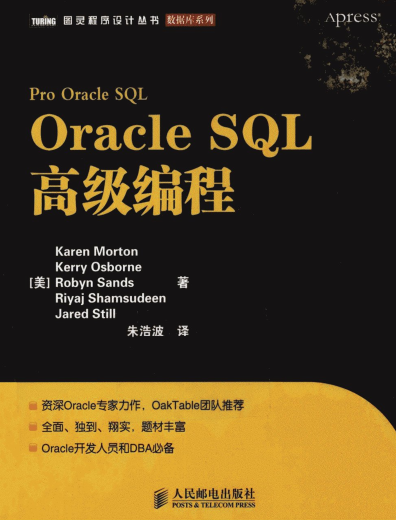 TURING 图灵程序设计丛书 数据库系列
Apress®
Pro Oracle SQL
Oracle SQL
高级编程
Karen Morton
Kerry Osborne
[美] Robyn Sands 著
Riyaj Shamsudeen
Jared Still
朱浩波 译
资深Oracle专家力作，OakTable团队推荐
全面、独到、翔实，题材丰富
Oracle开发人员和DBA必备
人民邮电出版社
POSTS & TELECOM PRESS